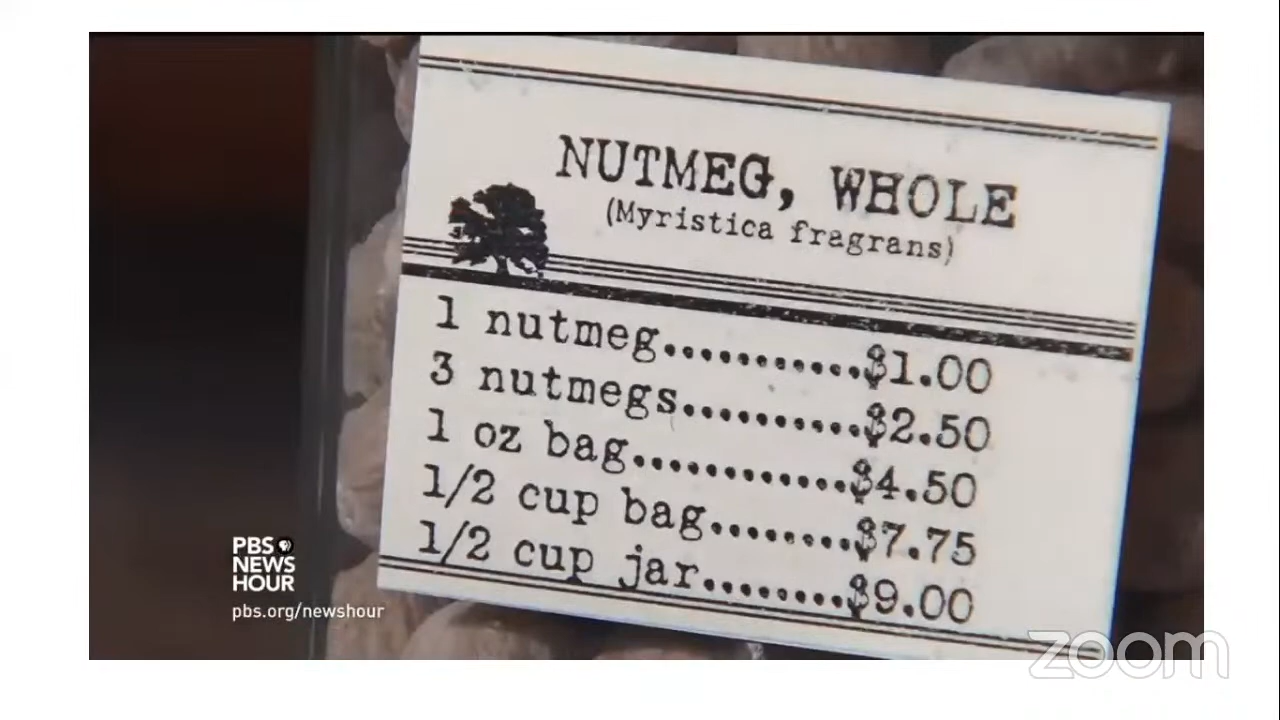 NUTMEG, WHOLE
(Myristica fragrans)
1 nutmeg...........$1.00
3 nutmegs..........$2.50
1 oz bag............$4.50
1/2 cup bag........$7.75
1/2 cup jar........$9.00
PBS
NEWS
HOUR
pbs.org/newshour
zoom